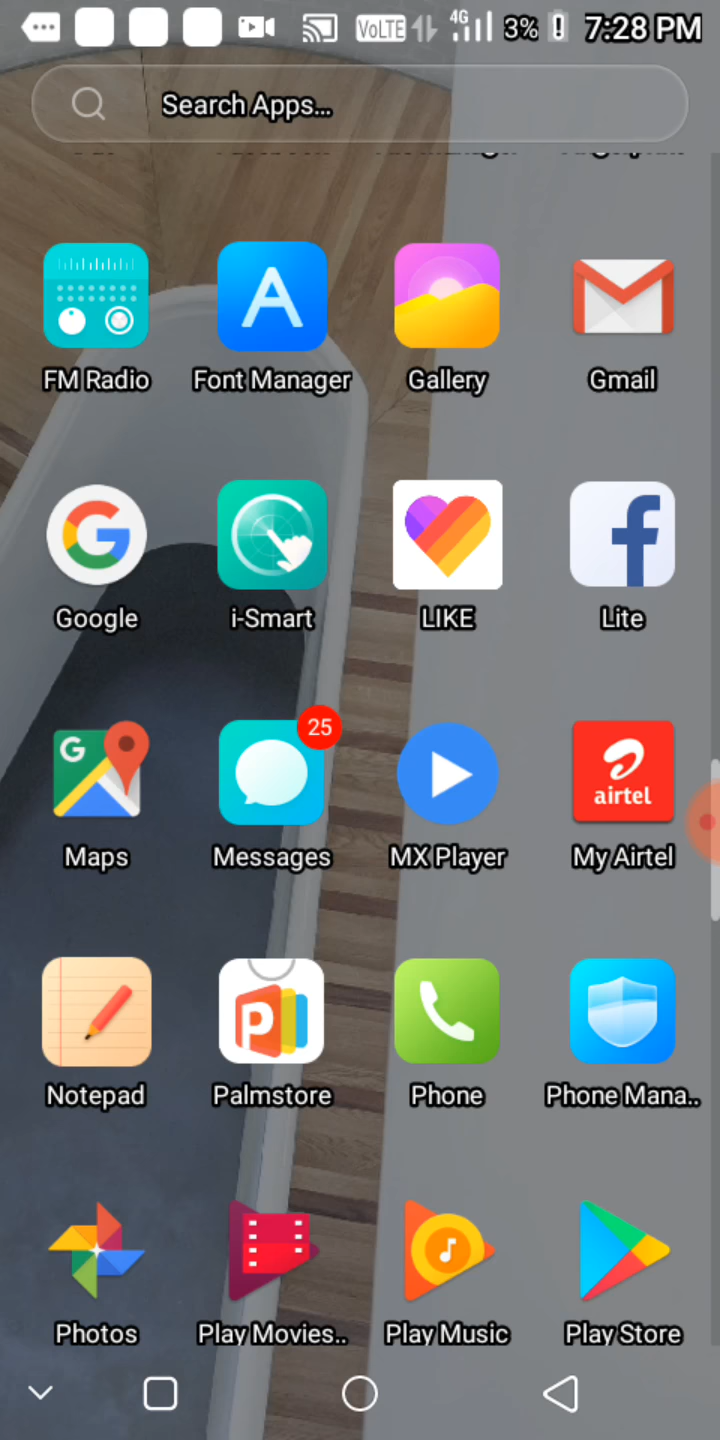 VoLTE 4G 3% 7:28 PM
Search Apps...
FM Radio
Font Manager
Gallery
Gmail
Google
i-Smart
LIKE
Lite
25
airtel
Maps
Messages
MX Player
My Airtel
Notepad
Palmstore
Phone
Phone Mana..
Photos
Play Movies..
Play Music
Play Store